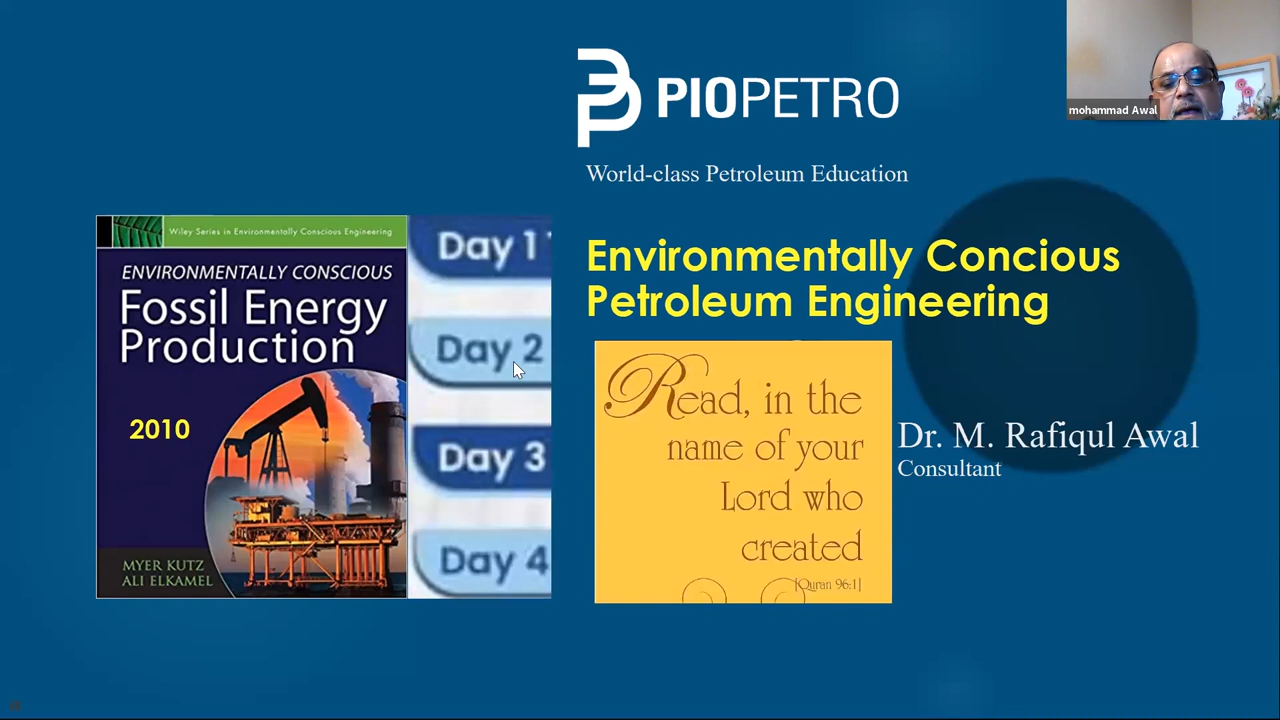 PIOPETRO
mohammad Awal
World-class Petroleum Education
Wiley Series in Environmentally Conscious Engineering
ENVIRONMENTALLY CONSCIOUS
Fossil Energy
Production
2010
MYER KUTZ
ALI ELKAMEL
Day 1
Day 2
Day 3
Day 4
Environmentally Concious
Petroleum Engineering
Read, in the
name of your
Lord who
created
[Quran 96:1]
Dr. M. Rafiqul Awal
Consultant